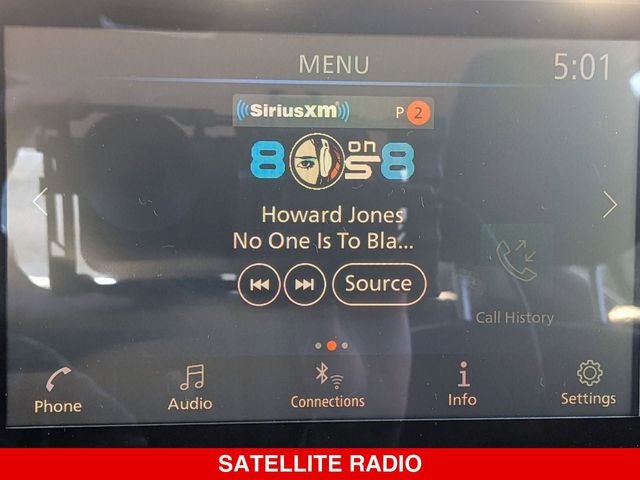 MENU 5:01
SiriusXM P 2
80s on 8
Howard Jones
No One Is To Bla...
Source
Call History
Phone Audio Connections Info Settings
SATELLITE RADIO